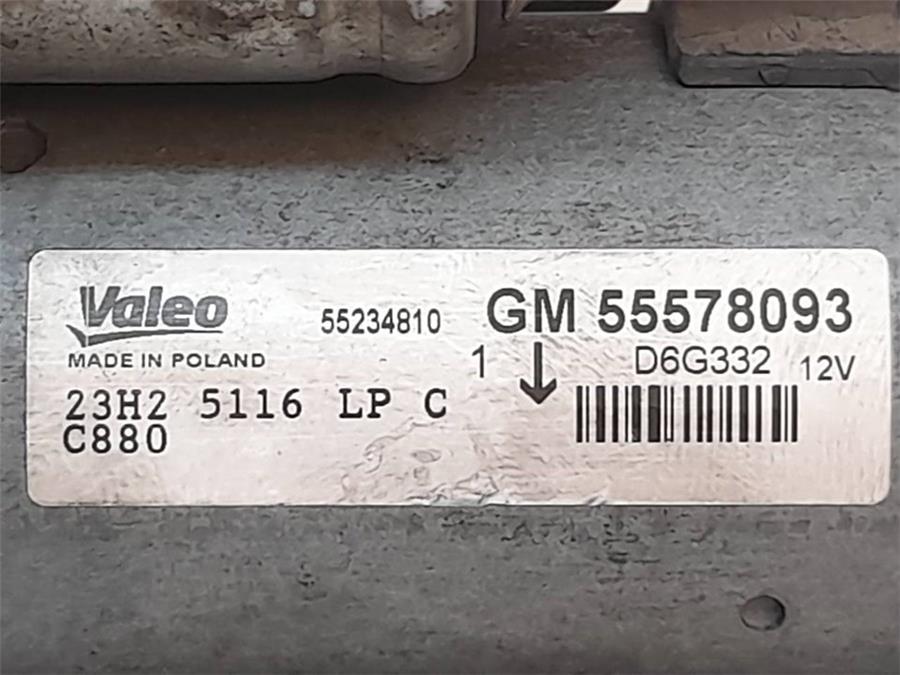 Valeo
55234810
GM 55578093
MADE IN POLAND
1 ↓
D6G332
12V
23H2 5116 LP C
C880